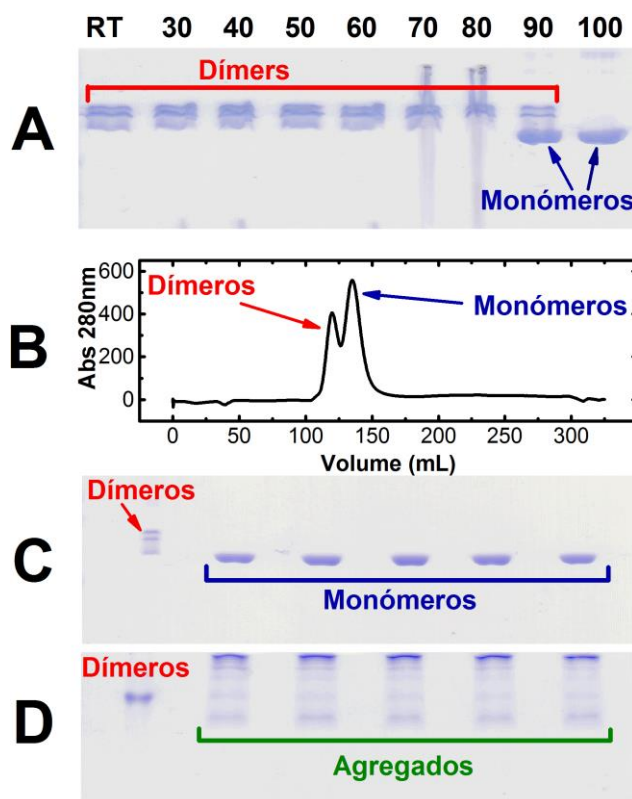 RT 30 40 50 60 70 80 90 100
Dímers
A
Monómeros
B
Abs 280nm
600
400
200
0
Dímeros
Monómeros
0 50 100 150 200 250 300
Volume (mL)
C
Dímeros
Monómeros
D
Dímeros
Agregados